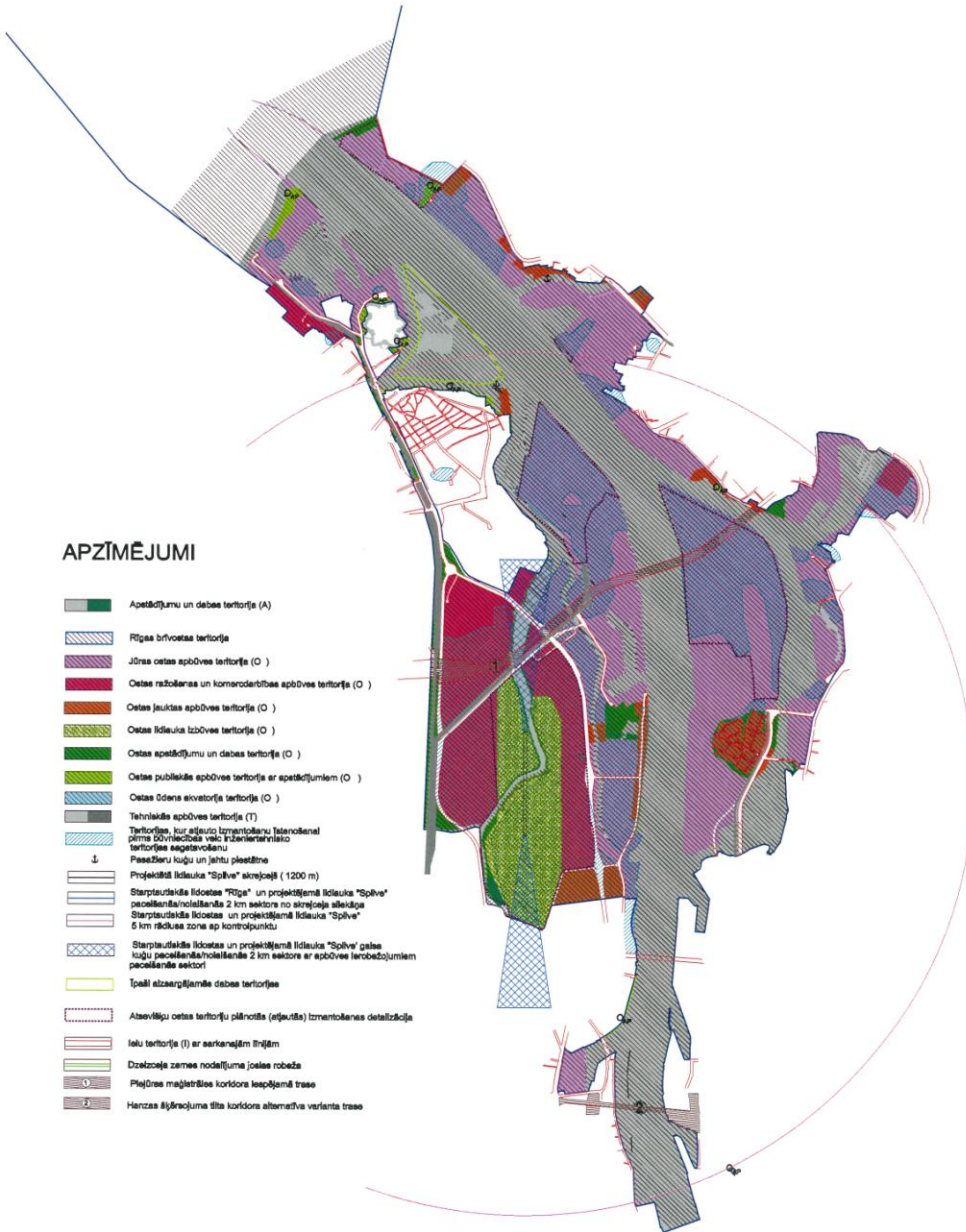 APZĪMĒJUMI
Apstādījumu un dabas teritorija (A)
Rīgas brīvostas teritorija
Jūras ostas apbūves teritorija (O )
Ostas ražošanas un komercdarbības apbūves teritorija (O )
Ostas jauktas apbūves teritorija (O )
Ostas lidlauka izbūves teritorija (O )
Ostas apstādījumu un dabas teritorija (O )
Ostas publiskās apbūves teritorija ar apstādījumiem (O )
Ostas ūdens akvatorija teritorija (O )
Tehniskās apbūves teritorija (T)
Teritorijas, kur atļauto izmantošanu īstenošanai
pirms būvniecības veic inženiertehnisko
teritorijas sagatavošanu
Pasažieru kuģu un jahtu piestātne
Projektētā lidlauka "Spilve" skrejceļš ( 1200 m)
Starptautiskās lidostas "Rīga" un projektējamā lidlauka "Spilve"
pacelšanās/nolaišanās 2 km sektors no skrejceļa sliekšņa
Starptautiskās lidostas un projektējamā lidlauka "Spilve"
5 km rādiusa zona ap kontrolpunktu
Starptautiskās lidostas un projektējamā lidlauka "Spilve" gaisa
kuģu pacelšanās/nolaišanās 2 km sektors ar apbūves ierobežojumiem
pacelšanās sektorī
Īpaši aizsargājamās dabas teritorijas
Atsevišķu ostas teritoriju plānotās (atļautās) izmantošanas detalizācija
Ielu teritorija (I) ar sarkanajām līnijām
Dzelzceļa zemes nodalījuma joslas robeža
1 Piejūras maģistrāles koridora iespējamā trase
2 Hanzas šķērsojuma tilta koridora alternatīva varianta trase
1
2